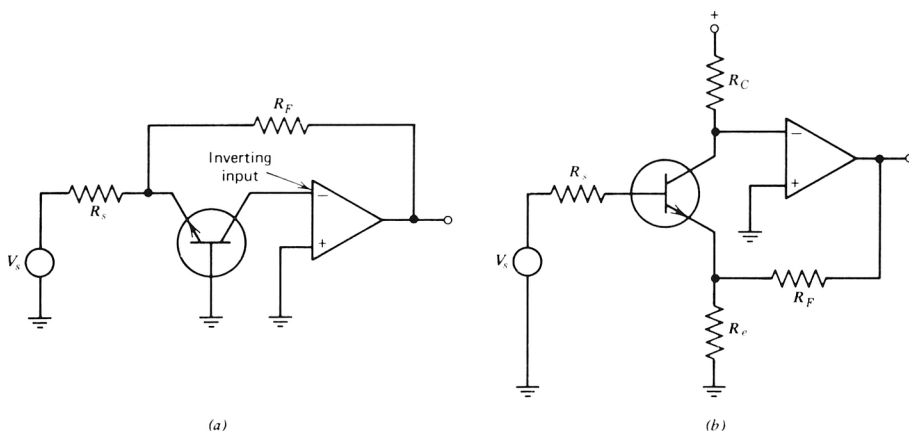 R_F
Inverting
input
R_s
V_s
−
+
(a)
+
R_C
−
+
R_s
V_s
R_F
R_e
(b)